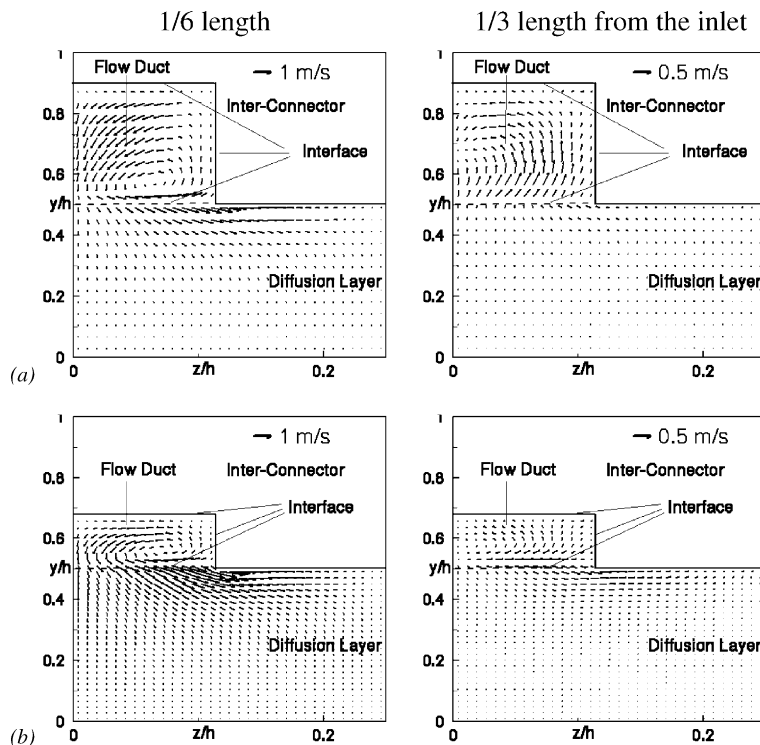 1/6 length
1/3 length from the inlet
1
Flow Duct
1 m/s
0.8
Inter-Connector
Interface
0.6
y/h
0.4
Diffusion Layer
0.2
0
0
z/h
0.2
(a)
1
Flow Duct
0.5 m/s
0.8
Inter-Connector
Interface
0.6
y/h
0.4
Diffusion Layer
0.2
0
0
z/h
0.2
1
1 m/s
Flow Duct
Inter-Connector
0.8
Interface
0.6
y/h
0.4
Diffusion Layer
0.2
0
0
z/h
0.2
(b)
1
0.5 m/s
Flow Duct
Inter-Connector
0.8
Interface
0.6
y/h
0.4
Diffusion Layer
0.2
0
0
z/h
0.2